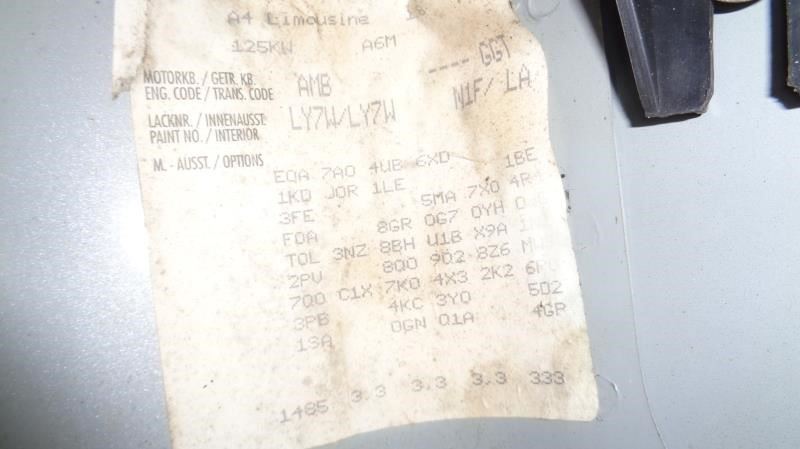 A4 Limousine
125KW A6M
MOTORKB. / GETR. KB.
ENG. CODE / TRANS. CODE AMB ---- GGT
LACKNR. / INNENAUSST.
PAINT NO. / INTERIOR LY7W/LY7W N1F/ LA
M. - AUSST. / OPTIONS
EQA 7A0 4UB 6XD 1BE
1KD J0R 1LE
3FE 5MA 7X0 4R
F0A 8GR 0G7 0YH
TOL 3NZ 8BH U1B X9A
2PV 8Q0 9Q2 8Z6
7Q0 C1X 7K0 4X3 2K2
3PB 4KC 3Y0 5D2
1SA 0GN Q1A 4GP
1485 3.3 3.3 3.3 333